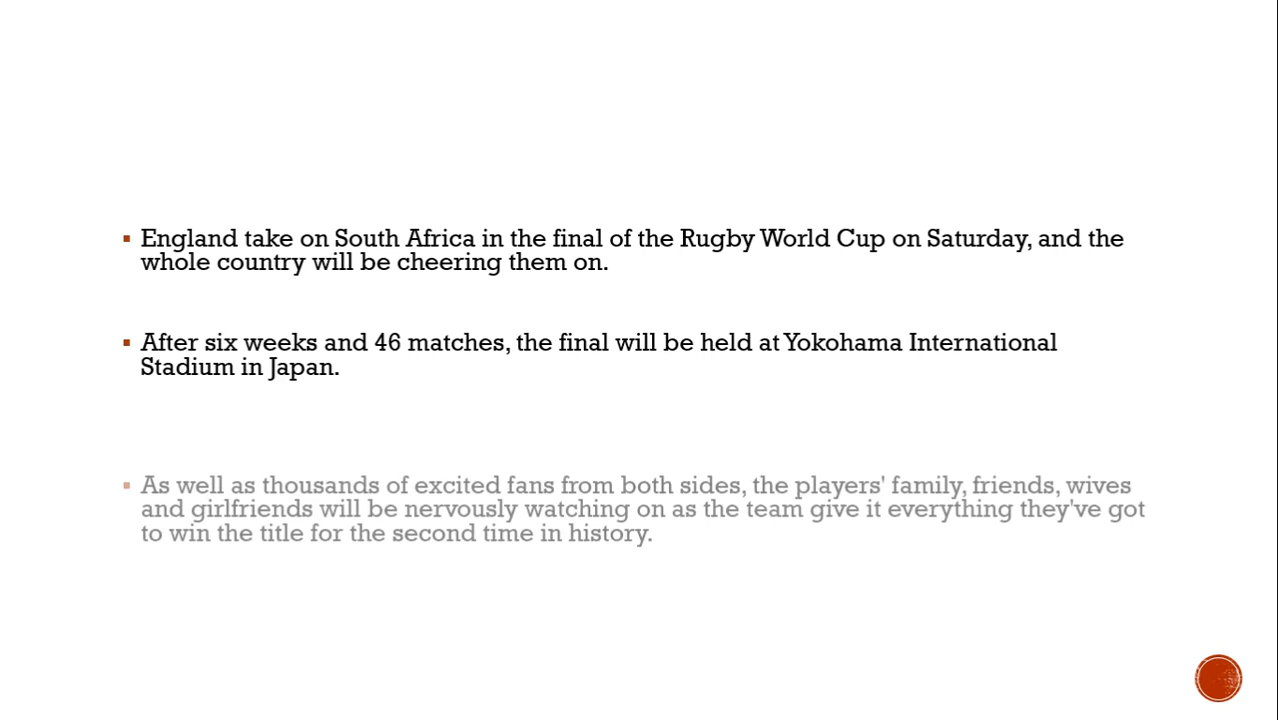 England take on South Africa in the final of the Rugby World Cup on Saturday, and the
whole country will be cheering them on.
After six weeks and 46 matches, the final will be held at Yokohama International
Stadium in Japan.
As well as thousands of excited fans from both sides, the players' family, friends, wives
and girlfriends will be nervously watching on as the team give it everything they've got
to win the title for the second time in history.